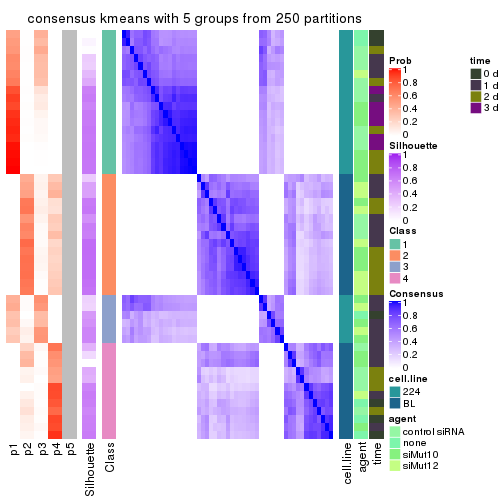 consensus kmeans with 5 groups from 250 partitions
p1
p2
p3
p4
p5
Silhouette
Class
cell.line
agent
time
Prob
1
0.8
0.6
0.4
0.2
0
Silhouette
1
0.8
0.6
0.4
0.2
0
Class
1
2
3
4
Consensus
1
0.8
0.6
0.4
0.2
0
cell.line
224
BL
agent
control siRNA
none
siMut10
siMut12
time
0 d
1 d
2 d
3 d